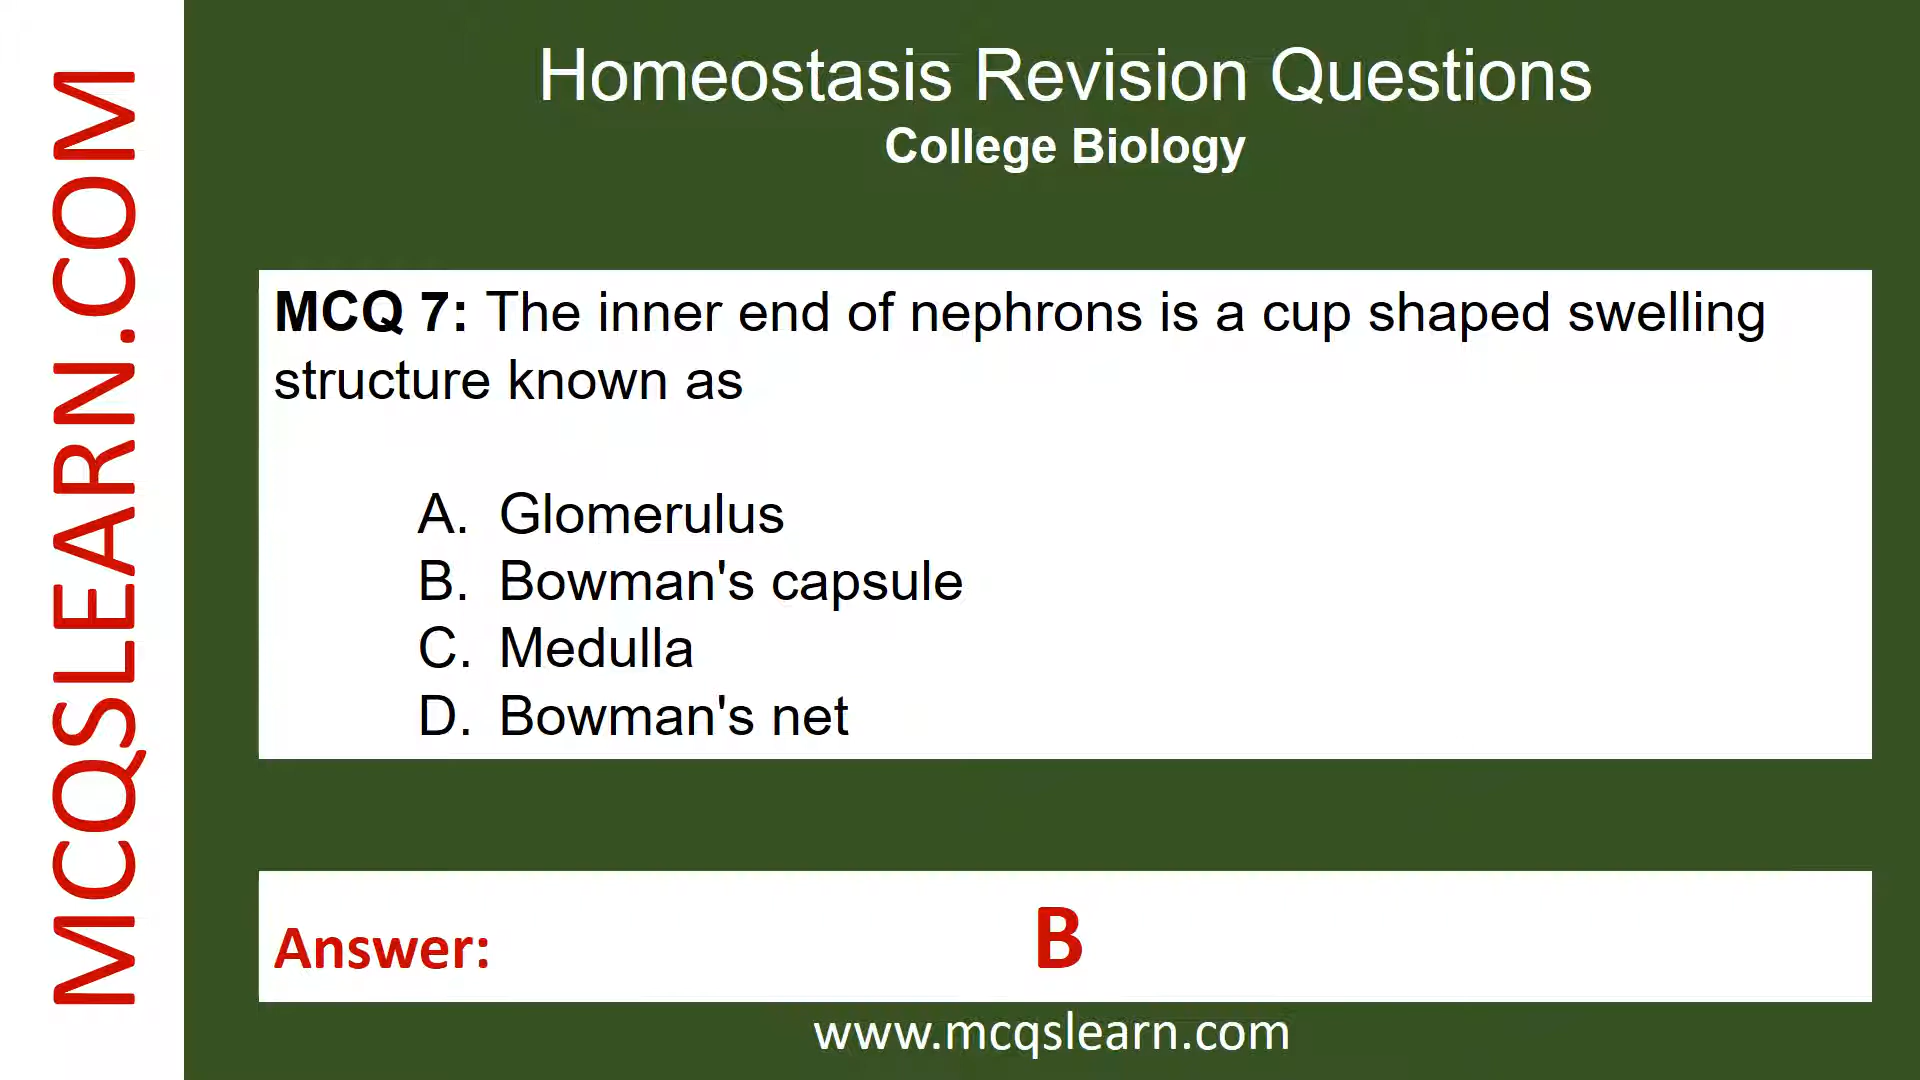 MCQSLEARN.COM
Homeostasis Revision Questions
College Biology
MCQ 7: The inner end of nephrons is a cup shaped swelling
structure known as
A. Glomerulus
B. Bowman's capsule
C. Medulla
D. Bowman's net
Answer: B
www.mcqslearn.com